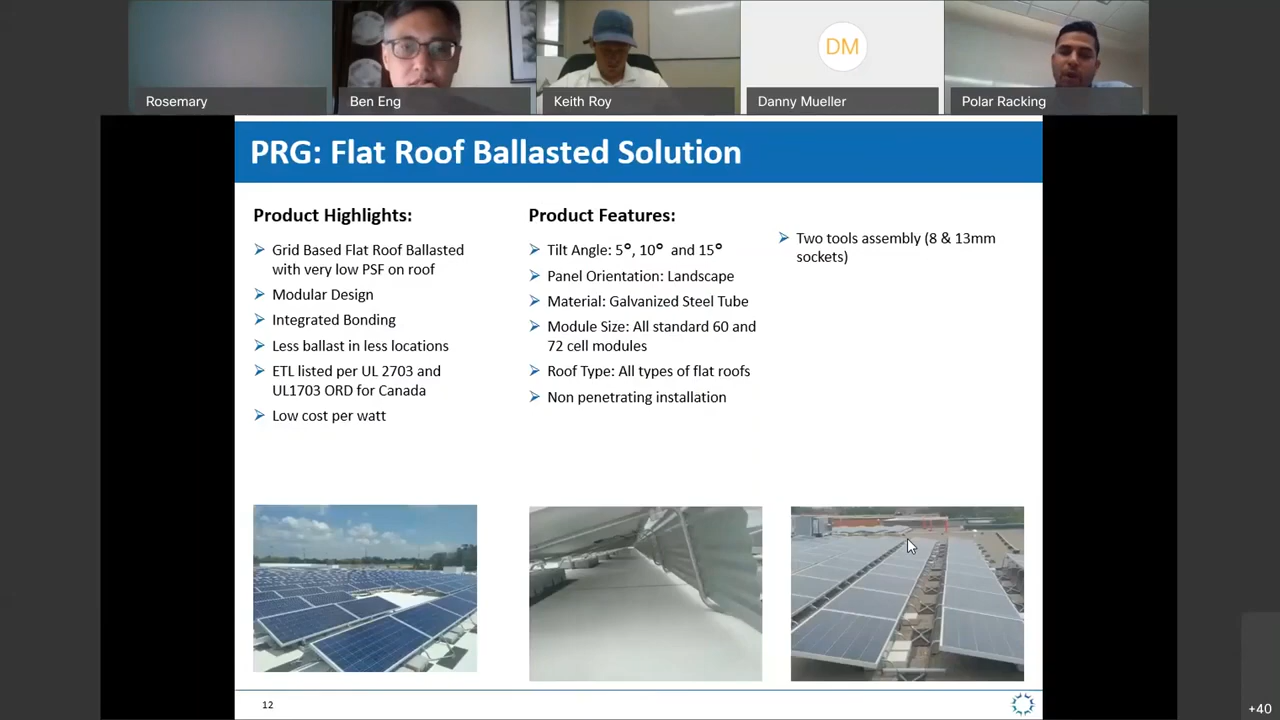 DM
Rosemary
Ben Eng
Keith Roy
Danny Mueller
Polar Racking
PRG: Flat Roof Ballasted Solution
Product Highlights:
Grid Based Flat Roof Ballasted
with very low PSF on roof
Modular Design
Integrated Bonding
Less ballast in less locations
ETL listed per UL 2703 and
UL1703 ORD for Canada
Low cost per watt
Product Features:
Tilt Angle: 5°, 10° and 15°
Panel Orientation: Landscape
Material: Galvanized Steel Tube
Module Size: All standard 60 and
72 cell modules
Roof Type: All types of flat roofs
Non penetrating installation
Two tools assembly (8 & 13mm
sockets)
12
+40